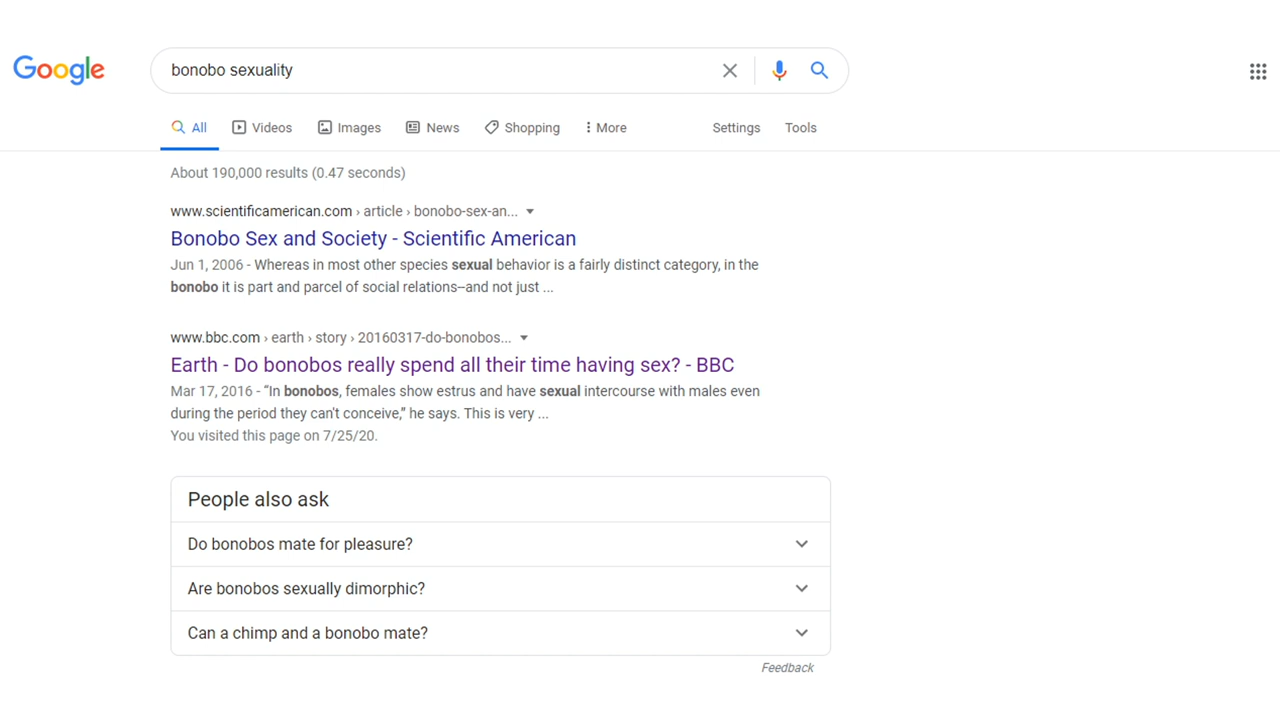 Google
bonobo sexuality
All Videos Images News Shopping More Settings Tools
About 190,000 results (0.47 seconds)
www.scientificamerican.com › article › bonobo-sex-an...
Bonobo Sex and Society - Scientific American
Jun 1, 2006 - Whereas in most other species sexual behavior is a fairly distinct category, in the
bonobo it is part and parcel of social relations--and not just ...
www.bbc.com › earth › story › 20160317-do-bonobos...
Earth - Do bonobos really spend all their time having sex? - BBC
Mar 17, 2016 - “In bonobos, females show estrus and have sexual intercourse with males even
during the period they can't conceive,” he says. This is very ...
You visited this page on 7/25/20.
People also ask
Do bonobos mate for pleasure?
Are bonobos sexually dimorphic?
Can a chimp and a bonobo mate?
Feedback